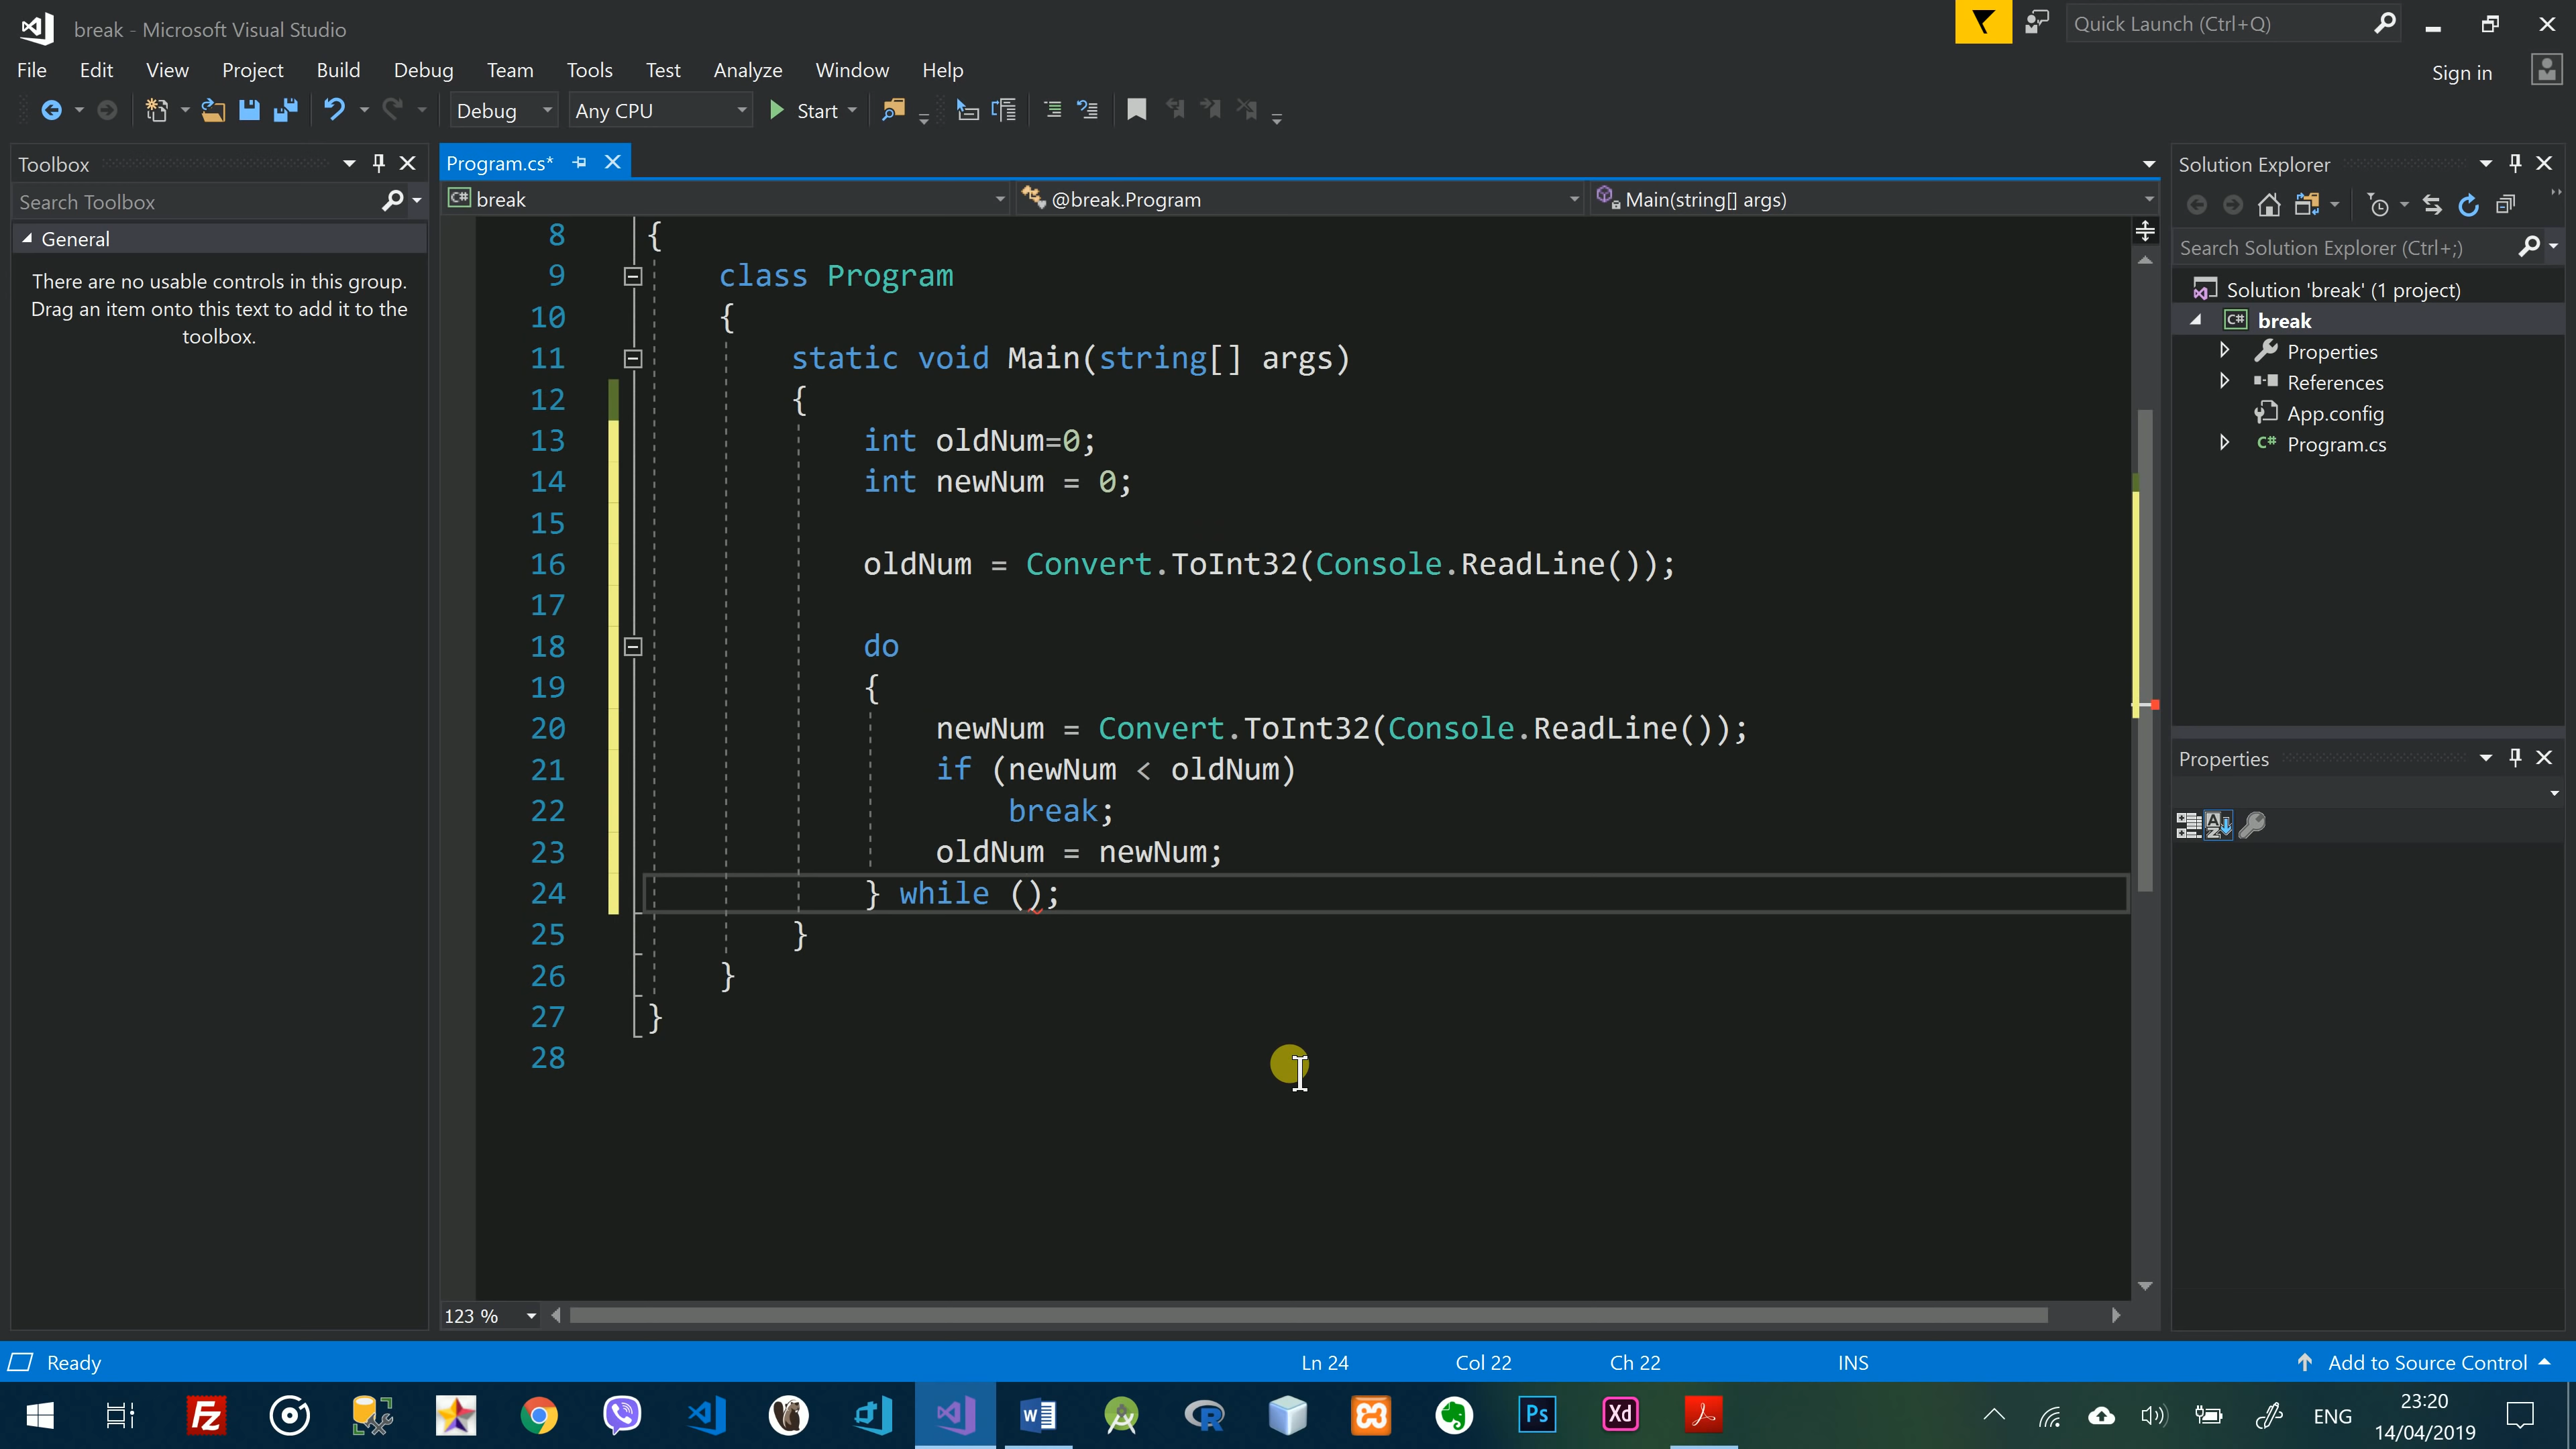 break - Microsoft Visual Studio
Quick Launch (Ctrl+Q)
File Edit View Project Build Debug Team Tools Test Analyze Window Help
Sign in
Debug Any CPU Start
Toolbox
Search Toolbox
General
There are no usable controls in this group.
Drag an item onto this text to add it to the
toolbox.
Program.cs*
break @break.Program Main(string[] args)
8 {
9 class Program
10 {
11 static void Main(string[] args)
12 {
13 int oldNum=0;
14 int newNum = 0;
15
16 oldNum = Convert.ToInt32(Console.ReadLine());
17
18 do
19 {
20 newNum = Convert.ToInt32(Console.ReadLine());
21 if (newNum < oldNum)
22 break;
23 oldNum = newNum;
24 } while ();
25 }
26 }
27 }
28
123 %
Solution Explorer
Search Solution Explorer (Ctrl+;)
Solution 'break' (1 project)
C# break
Properties
References
App.config
C# Program.cs
Properties
Ready Ln 24 Col 22 Ch 22 INS Add to Source Control
Fz W R Ps Xd ENG
23:20
14/04/2019